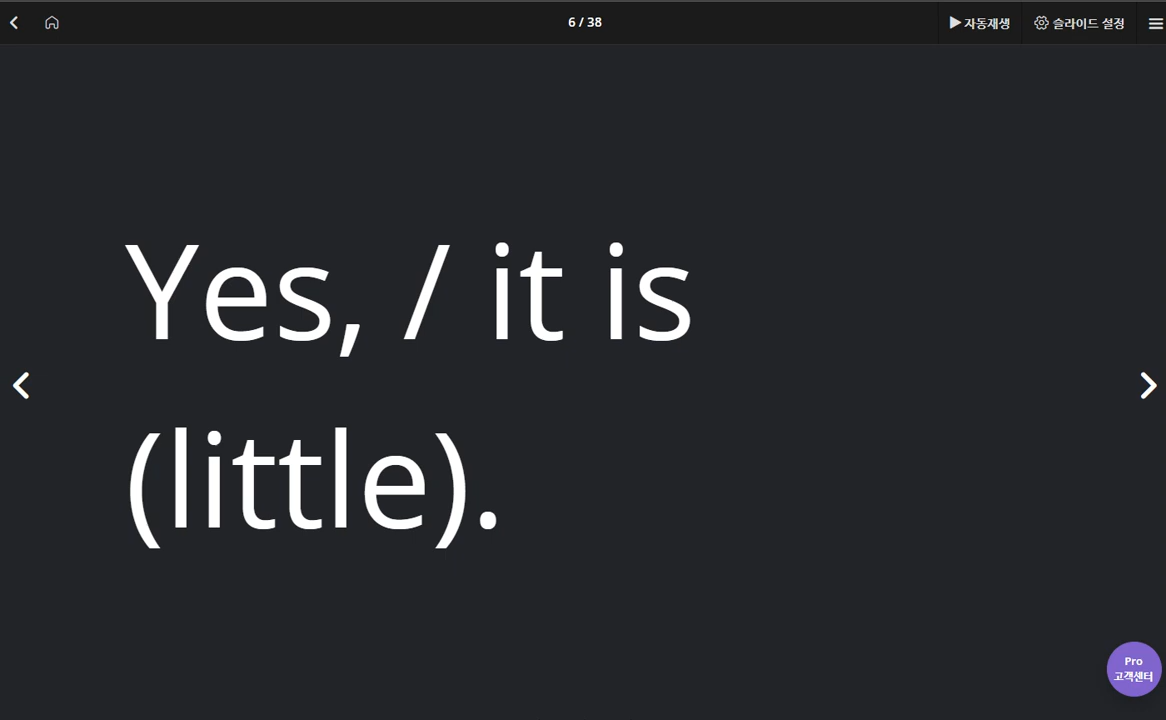 6 / 38
▶ 자동재생
슬라이드 설정
Yes, / it is
(little).
Pro
고객센터